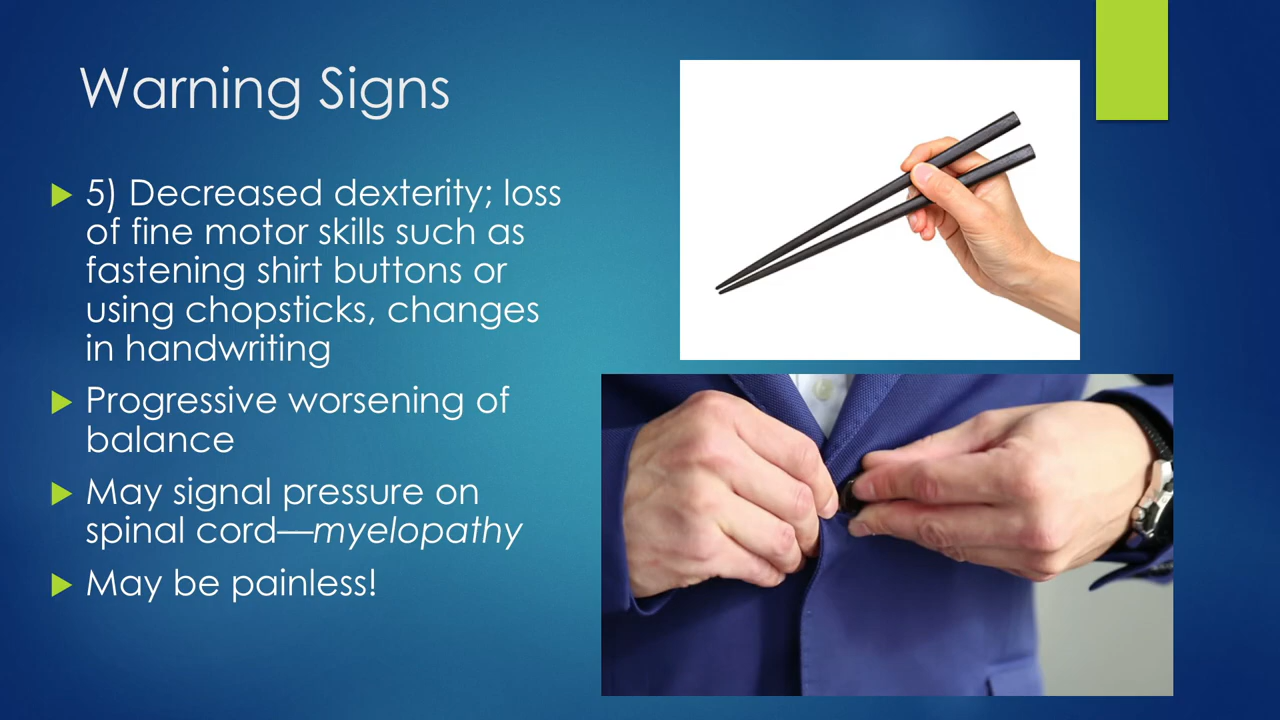 Warning Signs
5) Decreased dexterity; loss
of fine motor skills such as
fastening shirt buttons or
using chopsticks, changes
in handwriting
Progressive worsening of
balance
May signal pressure on
spinal cord—myelopathy
May be painless!